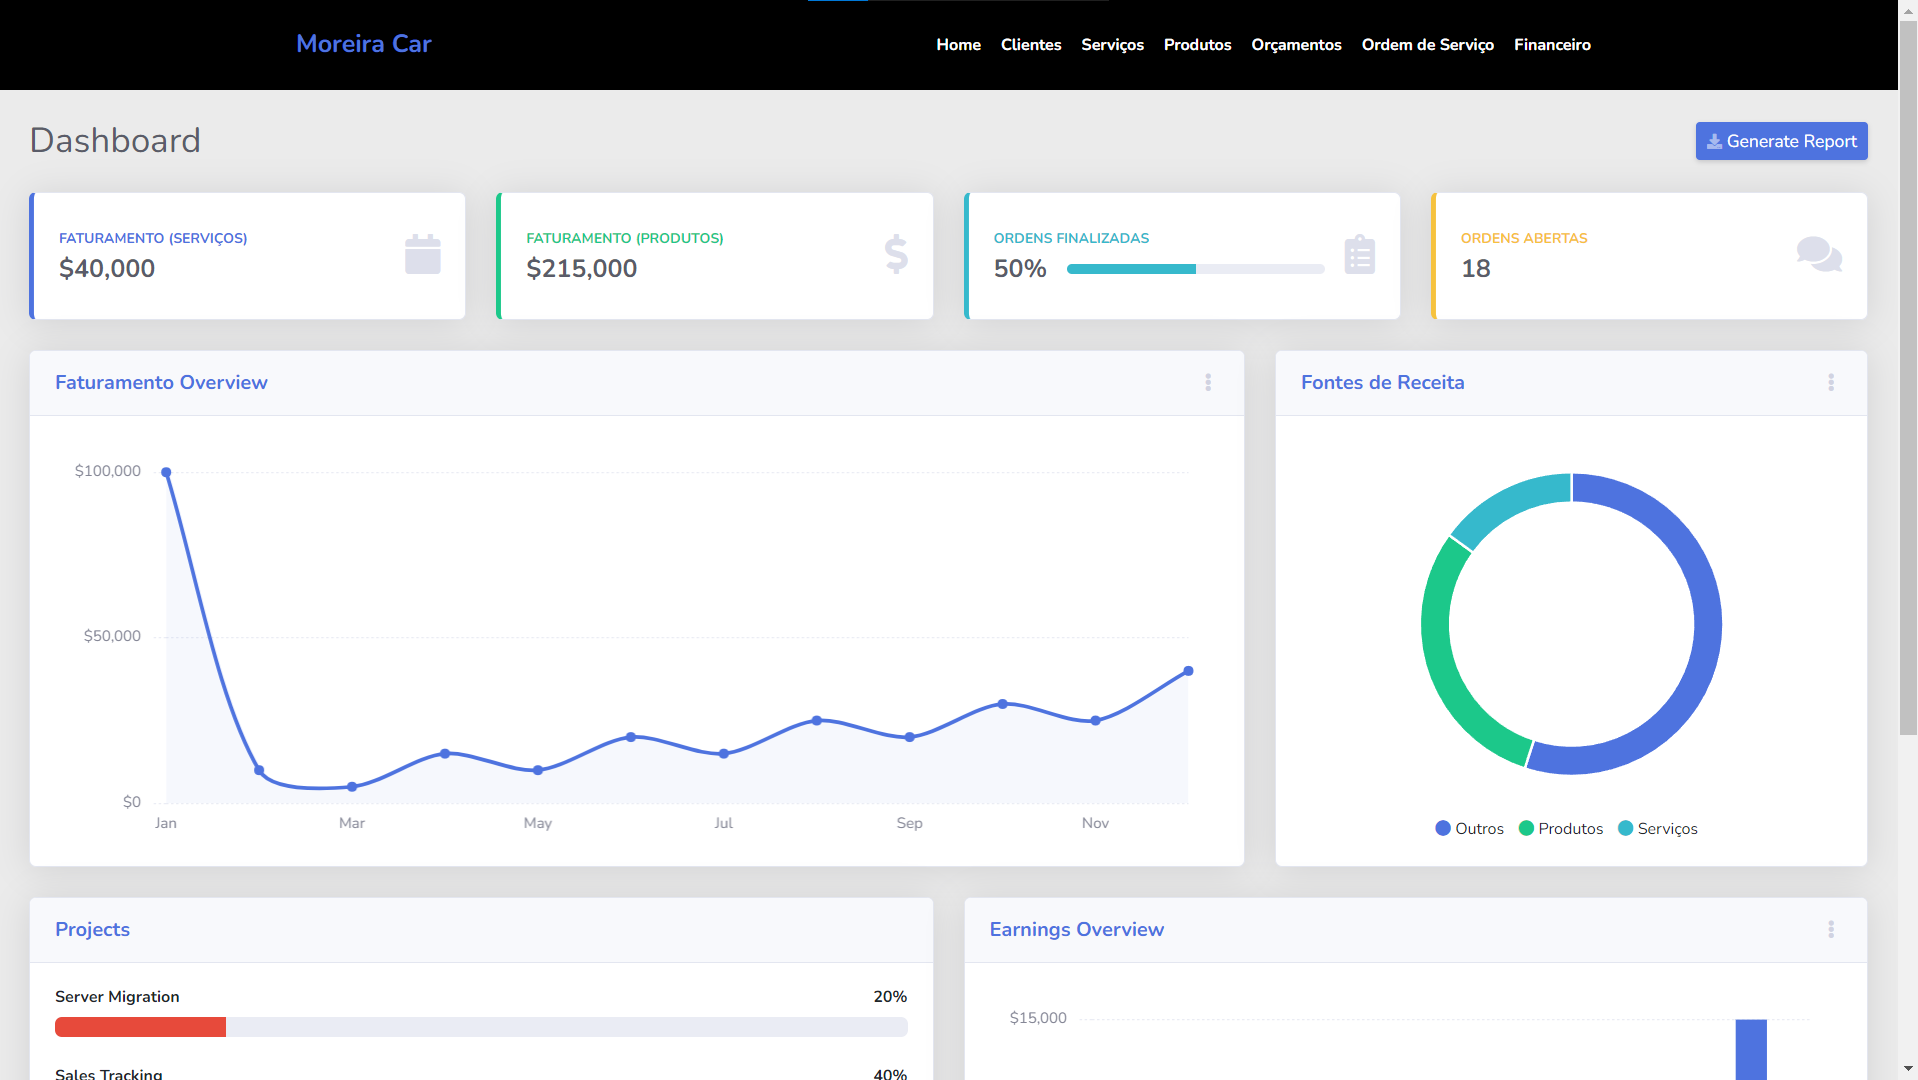 Moreira Car
Home Clientes Serviços Produtos Orçamentos Ordem de Serviço Financeiro
Dashboard
Generate Report
FATURAMENTO (SERVIÇOS)
$40,000
FATURAMENTO (PRODUTOS)
$215,000
ORDENS FINALIZADAS
50%
ORDENS ABERTAS
18
Faturamento Overview
$100,000
$50,000
$0
Jan Mar May Jul Sep Nov
Fontes de Receita
Outros Produtos Serviços
Projects
Server Migration 20%
Sales Tracking 40%
Earnings Overview
$15,000